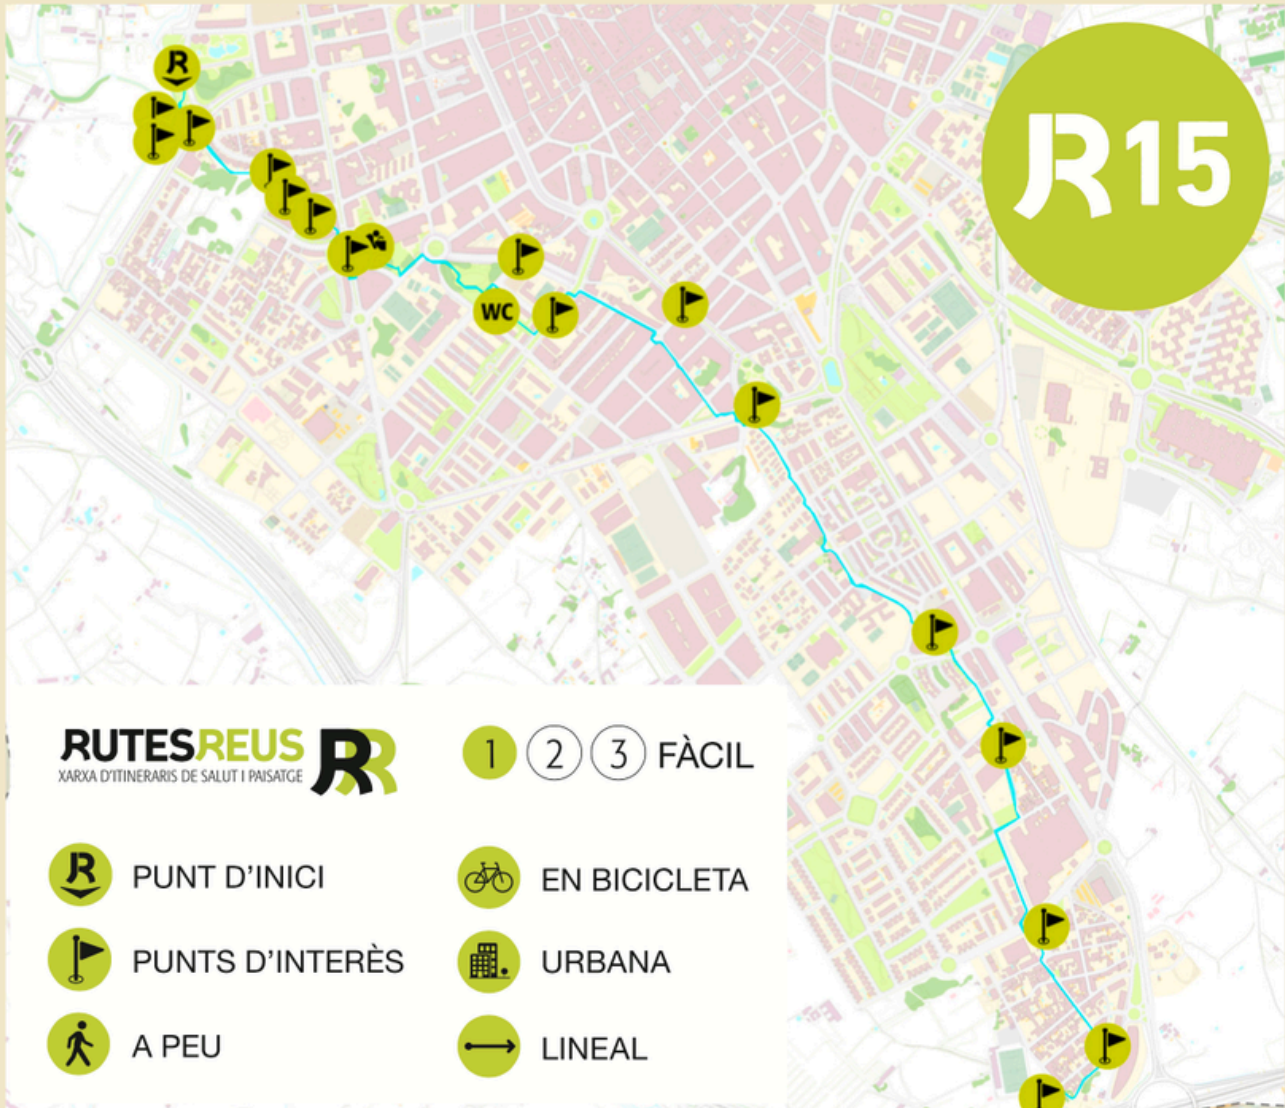 R
R15
WC
RUTESREUS
XARXA D'ITINERARIS DE SALUT I PAISATGE
RR
1 2 3 FÀCIL
R PUNT D'INICI
EN BICICLETA
PUNTS D'INTERÈS
URBANA
A PEU
LINEAL